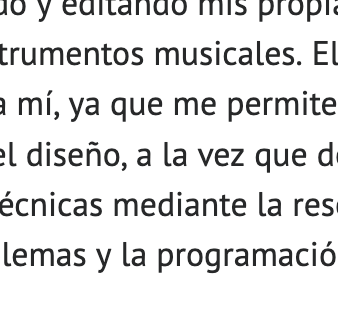 do y editando mis propia
trumentos musicales. El
a mí, ya que me permite
el diseño, a la vez que d
écnicas mediante la res
lemas y la programació